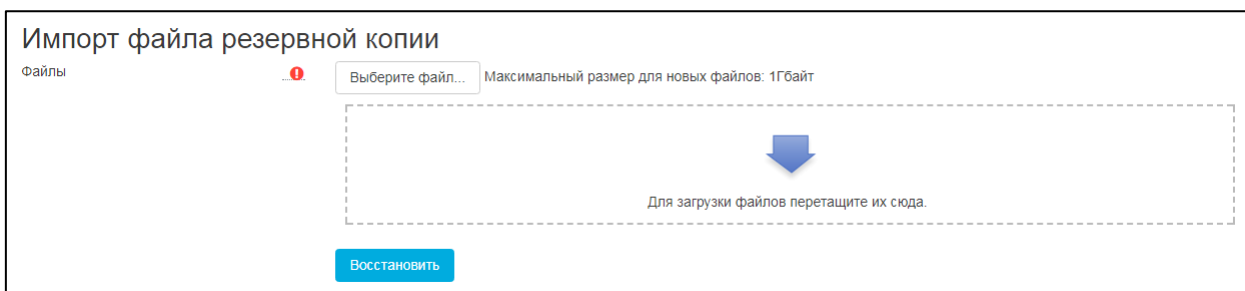 Импорт файла резервной копии
Файлы
Выберите файл... Максимальный размер для новых файлов: 1Гбайт
Для загрузки файлов перетащите их сюда.
Восстановить